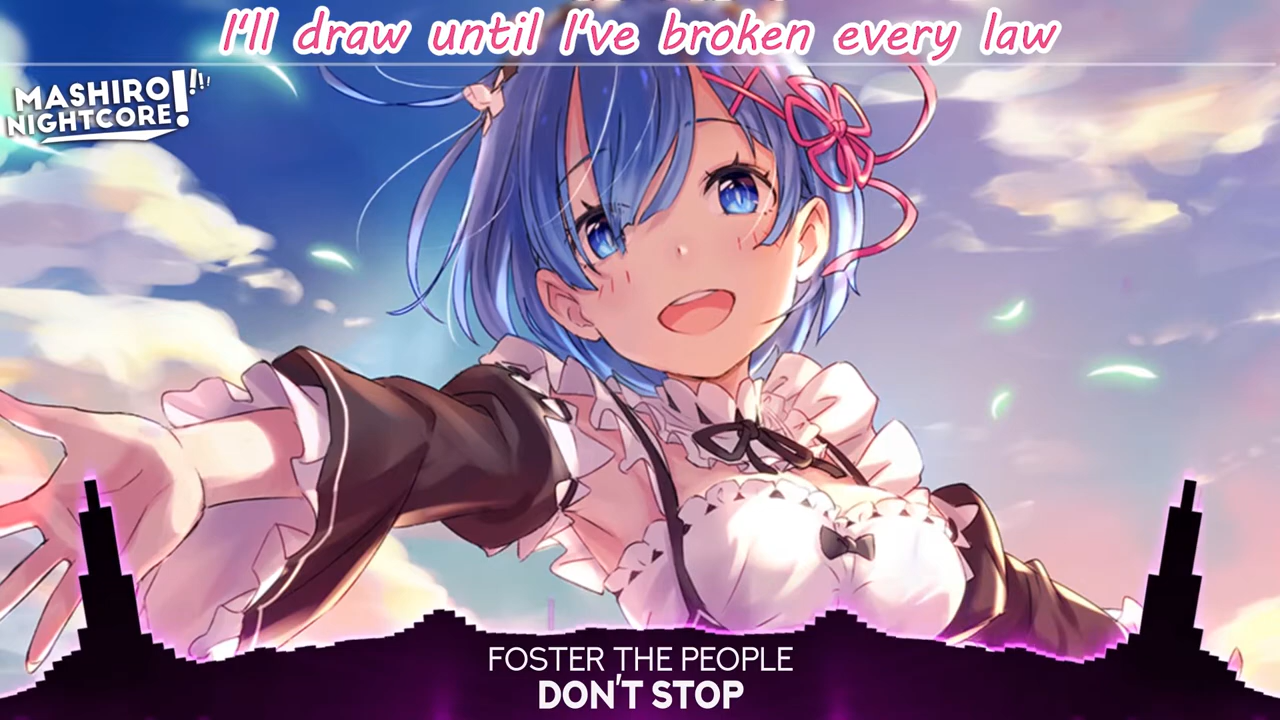 I'll draw until I've broken every law
MASHIRO
NIGHTCORE!!!!
FOSTER THE PEOPLE
DON'T STOP